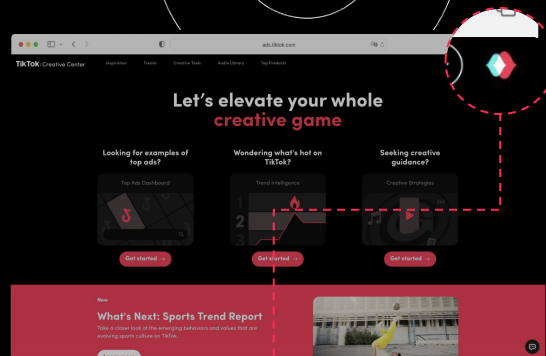 ads.tiktok.com
TikTok: Creative Center
Inspiration Trends Creative Tools Audio Library Top Products
Let's elevate your whole
creative game
Looking for examples of
top ads?
Top Ads Dashboard
Get started →
Wondering what's hot on
TikTok?
Trend Intelligence
1
2
3
Get started →
Seeking creative
guidance?
Creative Strategies
Get started →
New
What's Next: Sports Trend Report
Take a closer look at the emerging behaviors and values that are
evolving sports culture on TikTok.